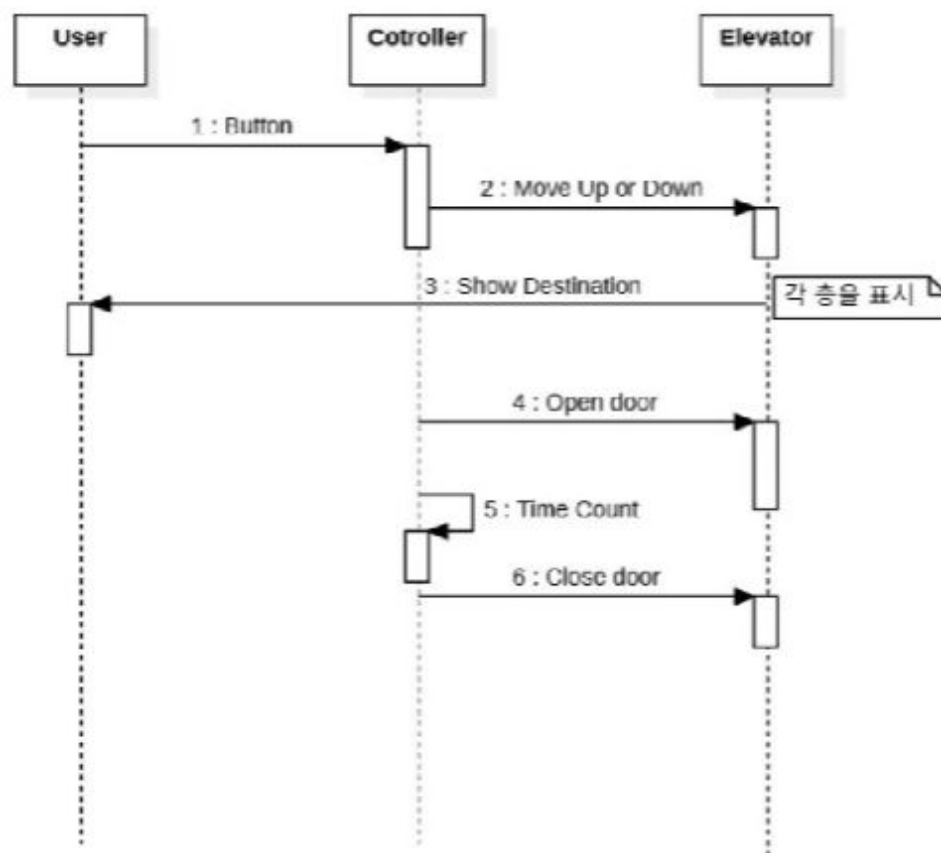 User
Cotroller
Elevator
1 : Button
2 : Move Up or Down
3 : Show Destination
각 층을 표시
4 : Open door
5 : Time Count
6 : Close door